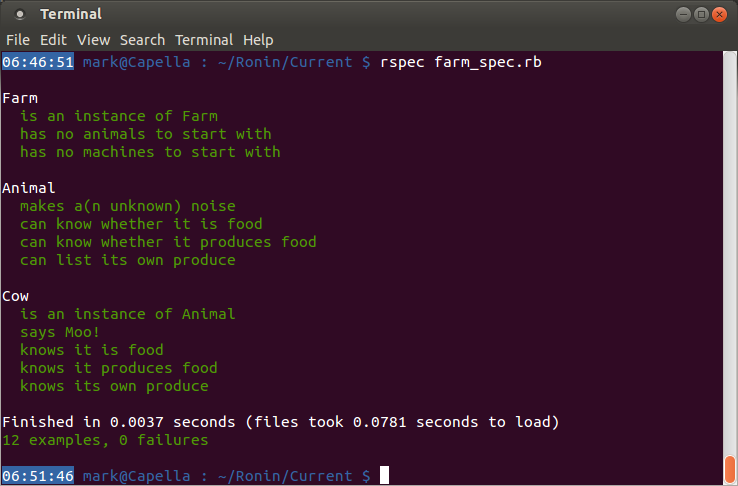 Terminal
File Edit View Search Terminal Help
06:46:51 mark@Capella : ~/Ronin/Current $ rspec farm_spec.rb
Farm
is an instance of Farm
has no animals to start with
has no machines to start with
Animal
makes a(n unknown) noise
can know whether it is food
can know whether it produces food
can list its own produce
Cow
is an instance of Animal
says Moo!
knows it is food
knows it produces food
knows its own produce
Finished in 0.0037 seconds (files took 0.0781 seconds to load)
12 examples, 0 failures
06:51:46 mark@Capella : ~/Ronin/Current $